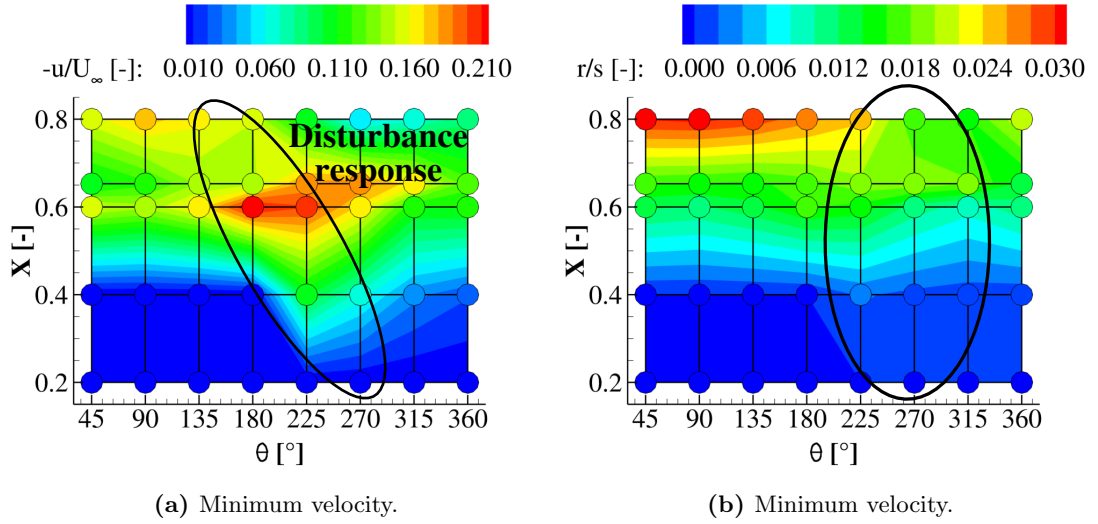 -u/U∞ [-]: 0.010 0.060 0.110 0.160 0.210
0.8
0.6
0.4
0.2
X [-]
Disturbance
response
45 90 135 180 225 270 315 360
θ [°]
(a) Minimum velocity.
r/s [-]: 0.000 0.006 0.012 0.018 0.024 0.030
0.8
0.6
0.4
0.2
X [-]
45 90 135 180 225 270 315 360
θ [°]
(b) Minimum velocity.